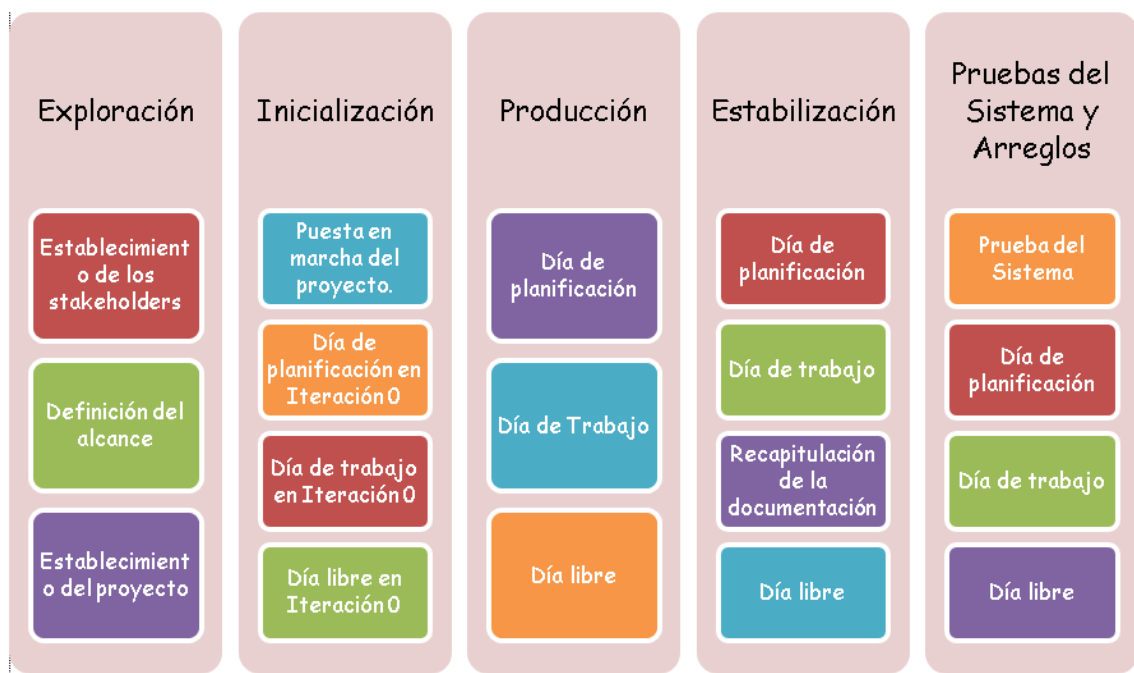 Exploración
Establecimient
o de los
stakeholders
Definición del
alcance
Establecimient
o del proyecto
Inicialización
Puesta en
marcha del
proyecto.
Día de
planificación en
Iteración 0
Día de trabajo
en Iteración 0
Día libre en
Iteración 0
Producción
Día de
planificación
Día de Trabajo
Día libre
Estabilización
Día de
planificación
Día de trabajo
Recapitulación
de la
documentación
Día libre
Pruebas del
Sistema y
Arreglos
Prueba del
Sistema
Día de
planificación
Día de trabajo
Día libre